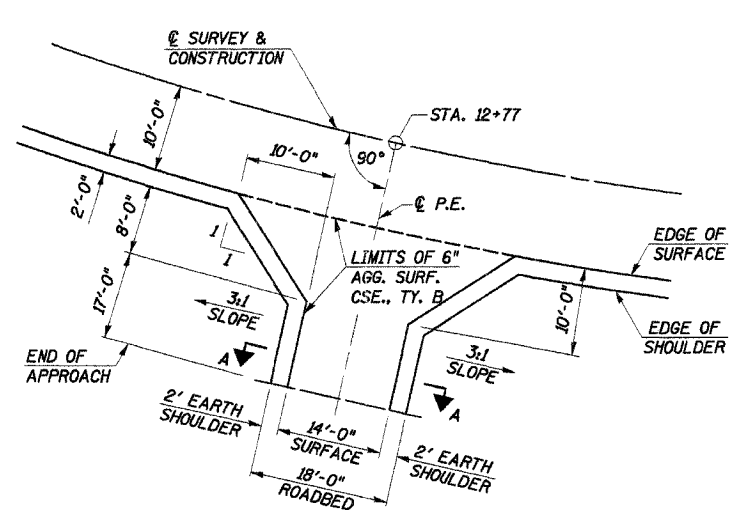 ℄ SURVEY &
CONSTRUCTION
STA. 12+77
10'-0"
10'-0"
90°
℄ P.E.
2'-0"
8'-0"
1
1
LIMITS OF 6"
AGG. SURF.
CSE., TY. B
EDGE OF
SURFACE
17'-0"
3:1
SLOPE
10'-0"
EDGE OF
SHOULDER
END OF
APPROACH
A
3:1
SLOPE
A
2' EARTH
SHOULDER
14'-0"
SURFACE
2' EARTH
SHOULDER
18'-0"
ROADBED